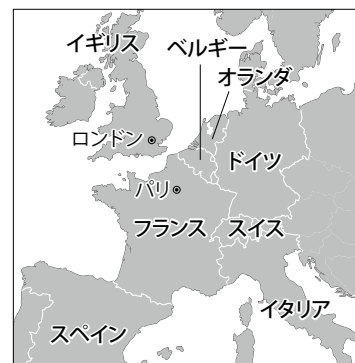 イギリス
ベルギー
オランダ
ロンドン
ドイツ
パリ
フランス
スイス
イタリア
スペイン